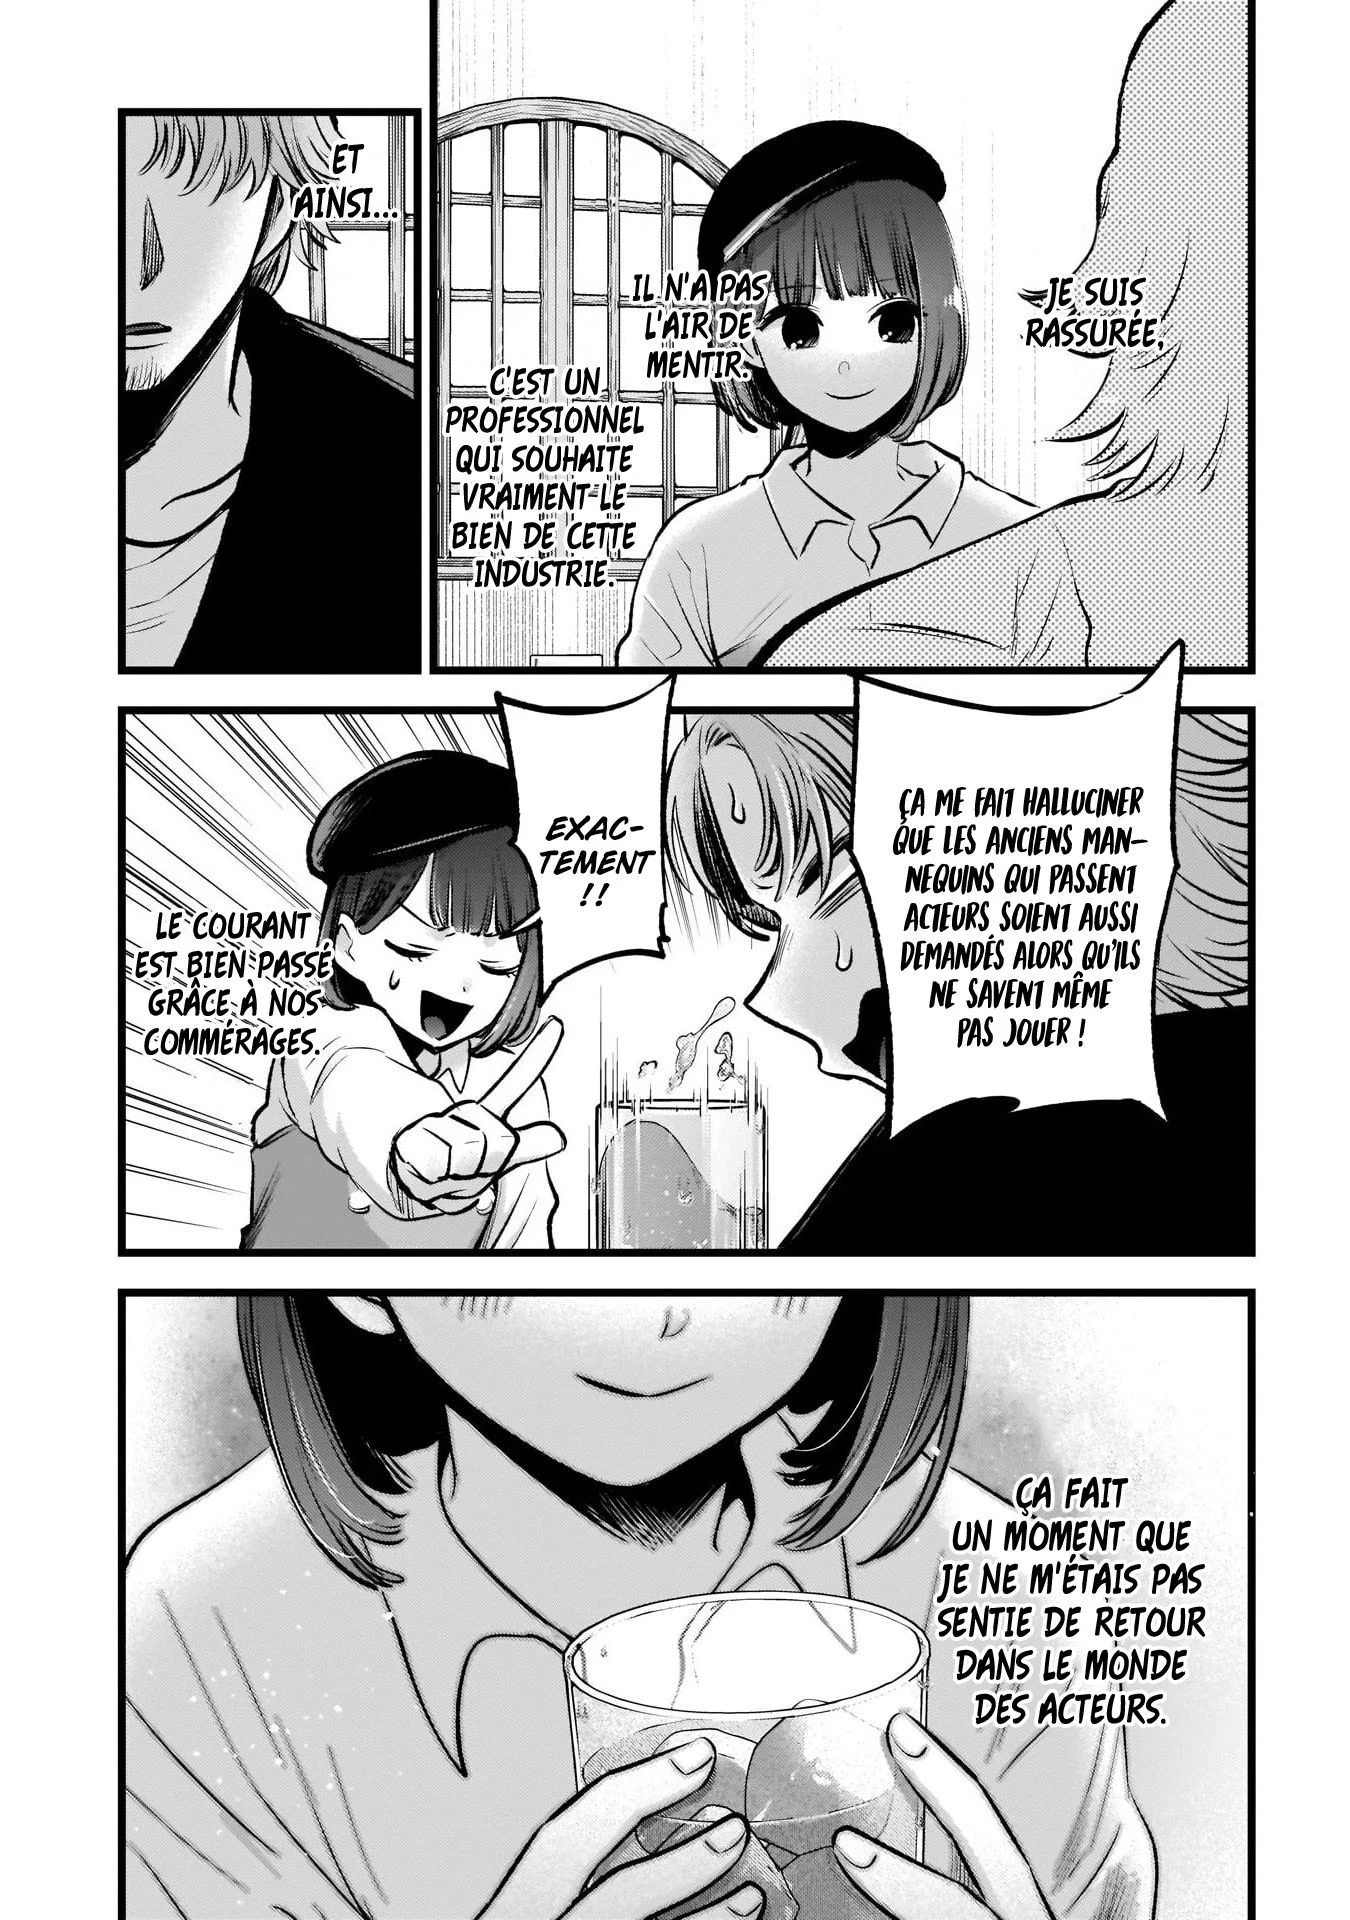 JE SUIS
RASSURÉE,
IL N'A PAS
L'AIR DE
MENTIR.
C'EST UN
PROFESSIONNEL
QUI SOUHAITE
VRAIMENT LE
BIEN DE CETTE
INDUSTRIE.
ET
AINSI...
ÇA ME FAIT HALLUCINER
QUE LES ANCIENS MAN-
NEQUINS QUI PASSENT
ACTEURS SOIENT AUSSI
DEMANDÉS ALORS QU'ILS
NE SAVENT MÊME
PAS JOUER !
EXAC-
TEMENT
!!
LE COURANT
EST BIEN PASSÉ
GRÂCE À NOS
COMMÉRAGES.
ÇA FAIT
UN MOMENT QUE
JE NE M'ÉTAIS PAS
SENTIE DE RETOUR
DANS LE MONDE
DES ACTEURS.